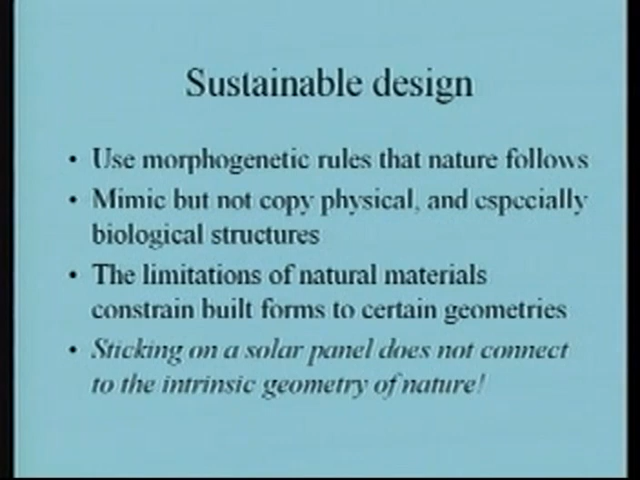 Sustainable design
• Use morphogenetic rules that nature follows
• Mimic but not copy physical, and especially
biological structures
• The limitations of natural materials
constrain built forms to certain geometries
• Sticking on a solar panel does not connect
to the intrinsic geometry of nature!